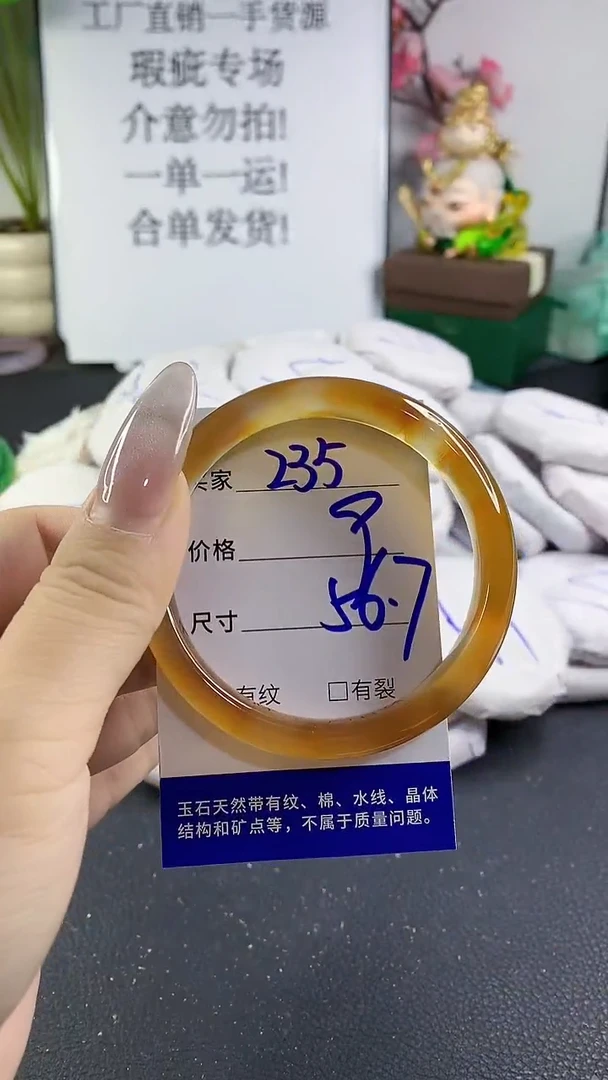 工厂直销一手货源
瑕疵专场
介意勿拍!
一单一运!
合单发货!
家 235
价格
尺寸 56.7
有纹 □有裂
玉石天然带有纹、棉、水线、晶体
结构和矿点等，不属于质量问题。